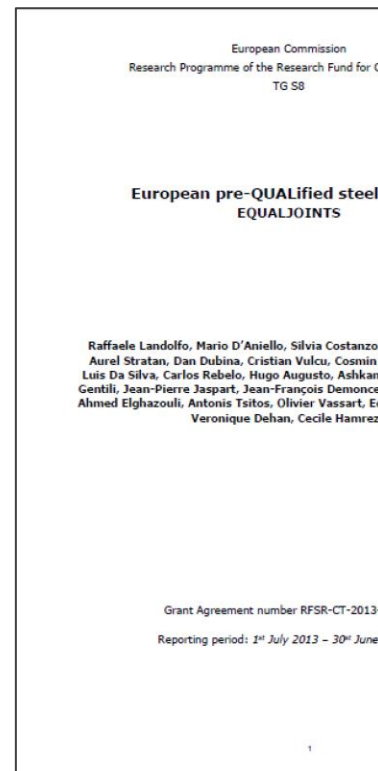 European Commission
Research Programme of the Research Fund for C
TG S8
European pre-QUALified steel
EQUALJOINTS
Raffaele Landolfo, Mario D'Aniello, Silvia Costanzo
Aurel Stratan, Dan Dubina, Cristian Vulcu, Cosmin
Luis Da Silva, Carlos Rebelo, Hugo Augusto, Ashkan
Gentili, Jean-Pierre Jaspart, Jean-François Demonce
Ahmed Elghazouli, Antonis Tsitos, Olivier Vassart, E
Veronique Dehan, Cecile Hamrez
Grant Agreement number RFSR-CT-2013-
Reporting period: 1st July 2013 – 30st June
1